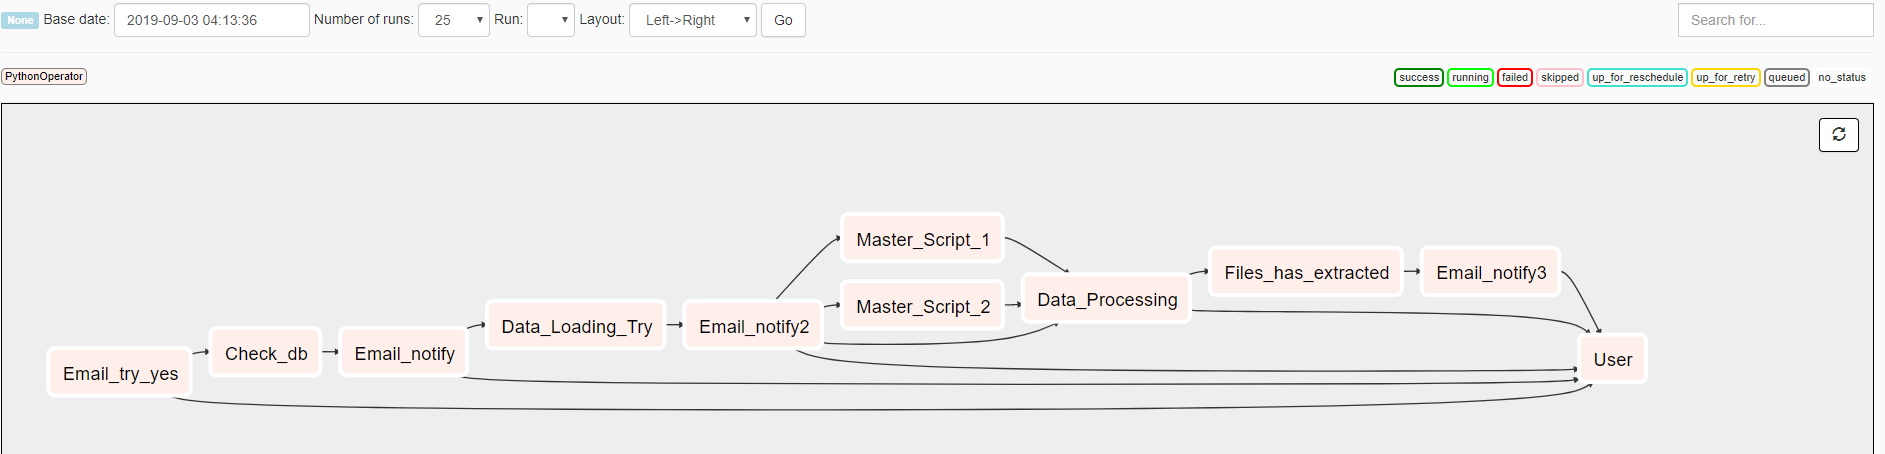 None Base date: 2019-09-03 04:13:36 Number of runs: 25 Run: Layout: Left->Right Go Search for...
PythonOperator success running failed skipped up_for_reschedule up_for_retry queued no_status
Master_Script_1
Files_has_extracted Email_notify3
Data_Processing
Master_Script_2
Data_Loading_Try Email_notify2
Check_db Email_notify
User
Email_try_yes